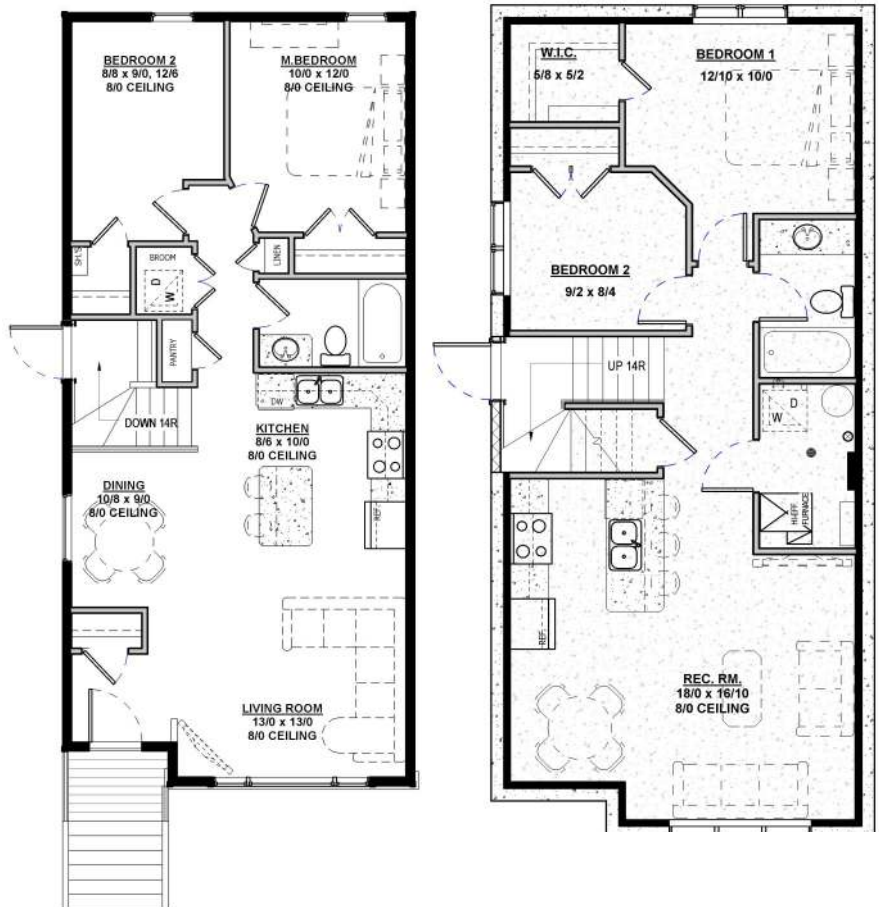 BEDROOM 2
8/8 x 9/0, 12/6
8/0 CEILING
M.BEDROOM
10/0 x 12/0
8/0 CEILING
SH.5
BROOM
D
W
LINEN
PANTRY
DOWN 14R
DW
KITCHEN
8/6 x 10/0
8/0 CEILING
DINING
10/8 x 9/0
8/0 CEILING
REF.
LIVING ROOM
13/0 x 13/0
8/0 CEILING
W.I.C.
5/8 x 5/2
BEDROOM 1
12/10 x 10/0
BEDROOM 2
9/2 x 8/4
UP 14R
D
W
HI-EFF
FURNACE
REF.
REC. RM.
18/0 x 16/10
8/0 CEILING